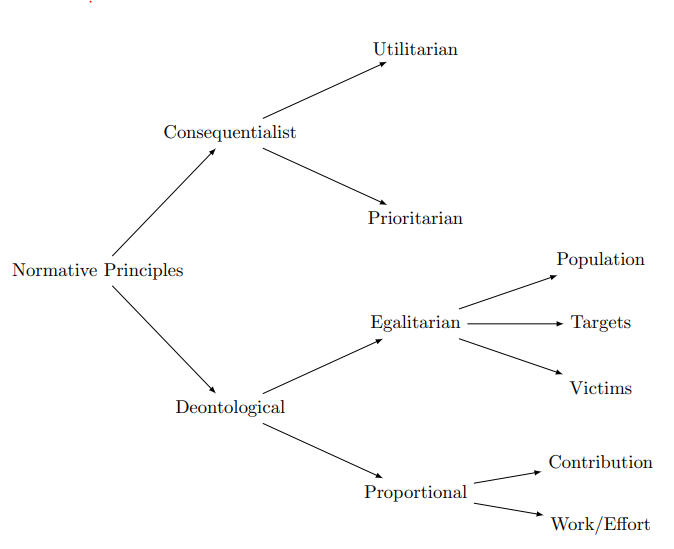 Utilitarian
Consequentialist
Prioritarian
Normative Principles
Population
Egalitarian
Targets
Victims
Deontological
Contribution
Proportional
Work/Effort